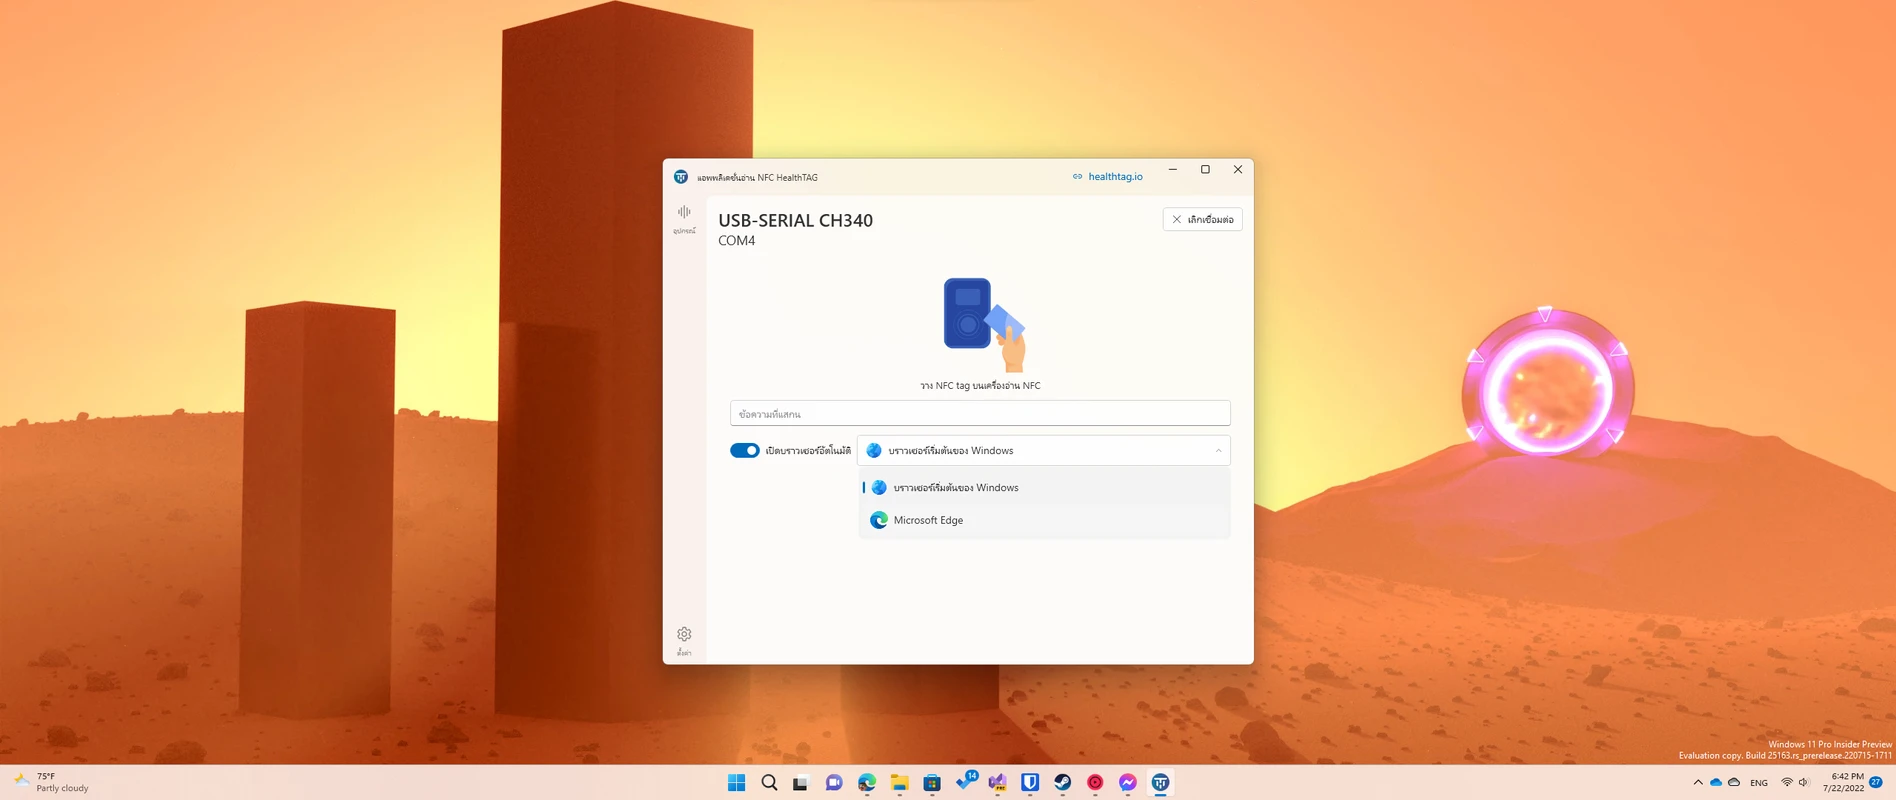 แอพพลิเคชั่นอ่าน NFC HealthTAG
healthtag.io
อุปกรณ์
USB-SERIAL CH340
COM4
เลิกเชื่อมต่อ
วาง NFC tag บนเครื่องอ่าน NFC
ข้อความที่แสกน
เปิดบราวเซอร์อัตโนมัติ
บราวเซอร์เริ่มต้นของ Windows
บราวเซอร์เริ่มต้นของ Windows
Microsoft Edge
ตั้งค่า
Windows 11 Pro Insider Preview
Evaluation copy. Build 25163.rs_prerelease.220715-1711
75°F
Partly cloudy
14
PRE
ENG
6:42 PM
7/22/2022
27